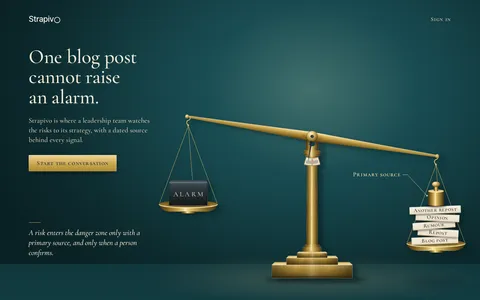 Strapivo
SIGN IN
One blog post
cannot raise
an alarm.
Strapivo is where a leadership team watches
the risks to its strategy, with a dated source
behind every signal.
START THE CONVERSATION
PRIMARY SOURCE
ALARM
ANOTHER REPORT
OPINION
RUMOUR
REPOST
BLOG POST
A risk enters the danger zone only with a
primary source, and only when a person
confirms.